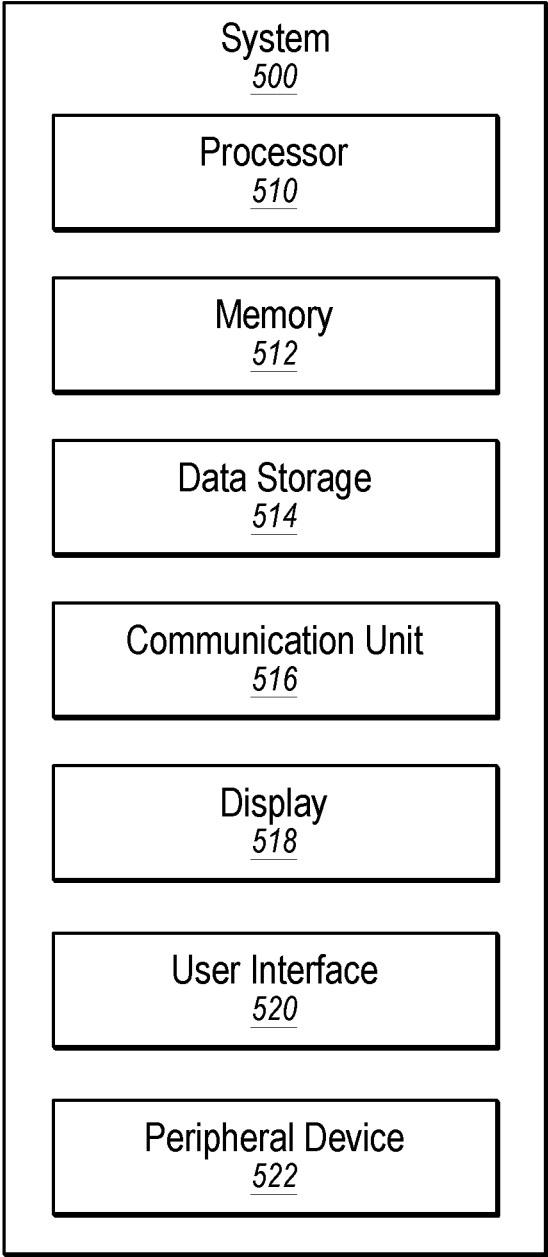 System
500
Processor
510
Memory
512
Data Storage
514
Communication Unit
516
Display
518
User Interface
520
Peripheral Device
522